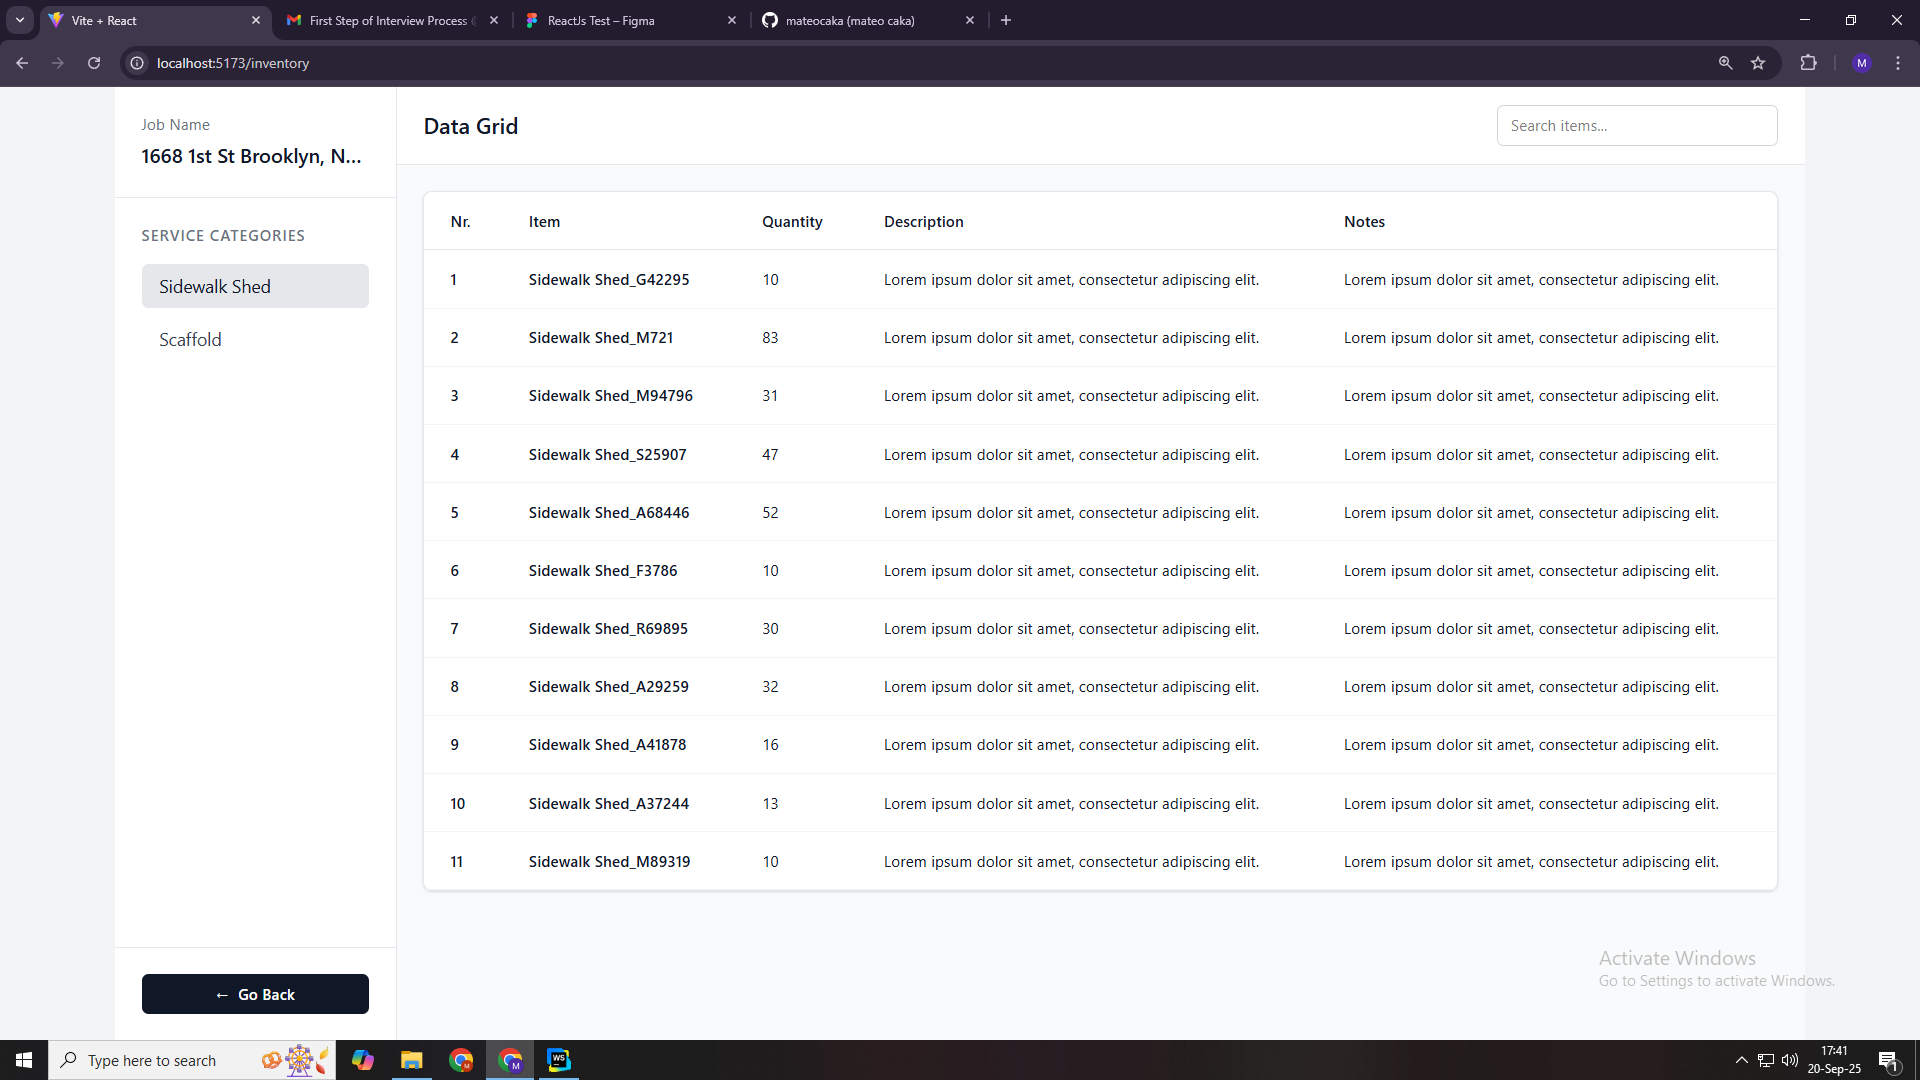 Vite + React
First Step of Interview Process
ReactJs Test – Figma
mateocaka (mateo caka)
localhost:5173/inventory
M
Job Name
1668 1st St Brooklyn, N...
SERVICE CATEGORIES
Sidewalk Shed
Scaffold
← Go Back
Data Grid
Search items...
Nr. Item Quantity Description Notes
1 Sidewalk Shed_G42295 10 Lorem ipsum dolor sit amet, consectetur adipiscing elit. Lorem ipsum dolor sit amet, consectetur adipiscing elit.
2 Sidewalk Shed_M721 83 Lorem ipsum dolor sit amet, consectetur adipiscing elit. Lorem ipsum dolor sit amet, consectetur adipiscing elit.
3 Sidewalk Shed_M94796 31 Lorem ipsum dolor sit amet, consectetur adipiscing elit. Lorem ipsum dolor sit amet, consectetur adipiscing elit.
4 Sidewalk Shed_S25907 47 Lorem ipsum dolor sit amet, consectetur adipiscing elit. Lorem ipsum dolor sit amet, consectetur adipiscing elit.
5 Sidewalk Shed_A68446 52 Lorem ipsum dolor sit amet, consectetur adipiscing elit. Lorem ipsum dolor sit amet, consectetur adipiscing elit.
6 Sidewalk Shed_F3786 10 Lorem ipsum dolor sit amet, consectetur adipiscing elit. Lorem ipsum dolor sit amet, consectetur adipiscing elit.
7 Sidewalk Shed_R69895 30 Lorem ipsum dolor sit amet, consectetur adipiscing elit. Lorem ipsum dolor sit amet, consectetur adipiscing elit.
8 Sidewalk Shed_A29259 32 Lorem ipsum dolor sit amet, consectetur adipiscing elit. Lorem ipsum dolor sit amet, consectetur adipiscing elit.
9 Sidewalk Shed_A41878 16 Lorem ipsum dolor sit amet, consectetur adipiscing elit. Lorem ipsum dolor sit amet, consectetur adipiscing elit.
10 Sidewalk Shed_A37244 13 Lorem ipsum dolor sit amet, consectetur adipiscing elit. Lorem ipsum dolor sit amet, consectetur adipiscing elit.
11 Sidewalk Shed_M89319 10 Lorem ipsum dolor sit amet, consectetur adipiscing elit. Lorem ipsum dolor sit amet, consectetur adipiscing elit.
Activate Windows
Go to Settings to activate Windows.
Type here to search
M
M
WS
17:41
20-Sep-25
1